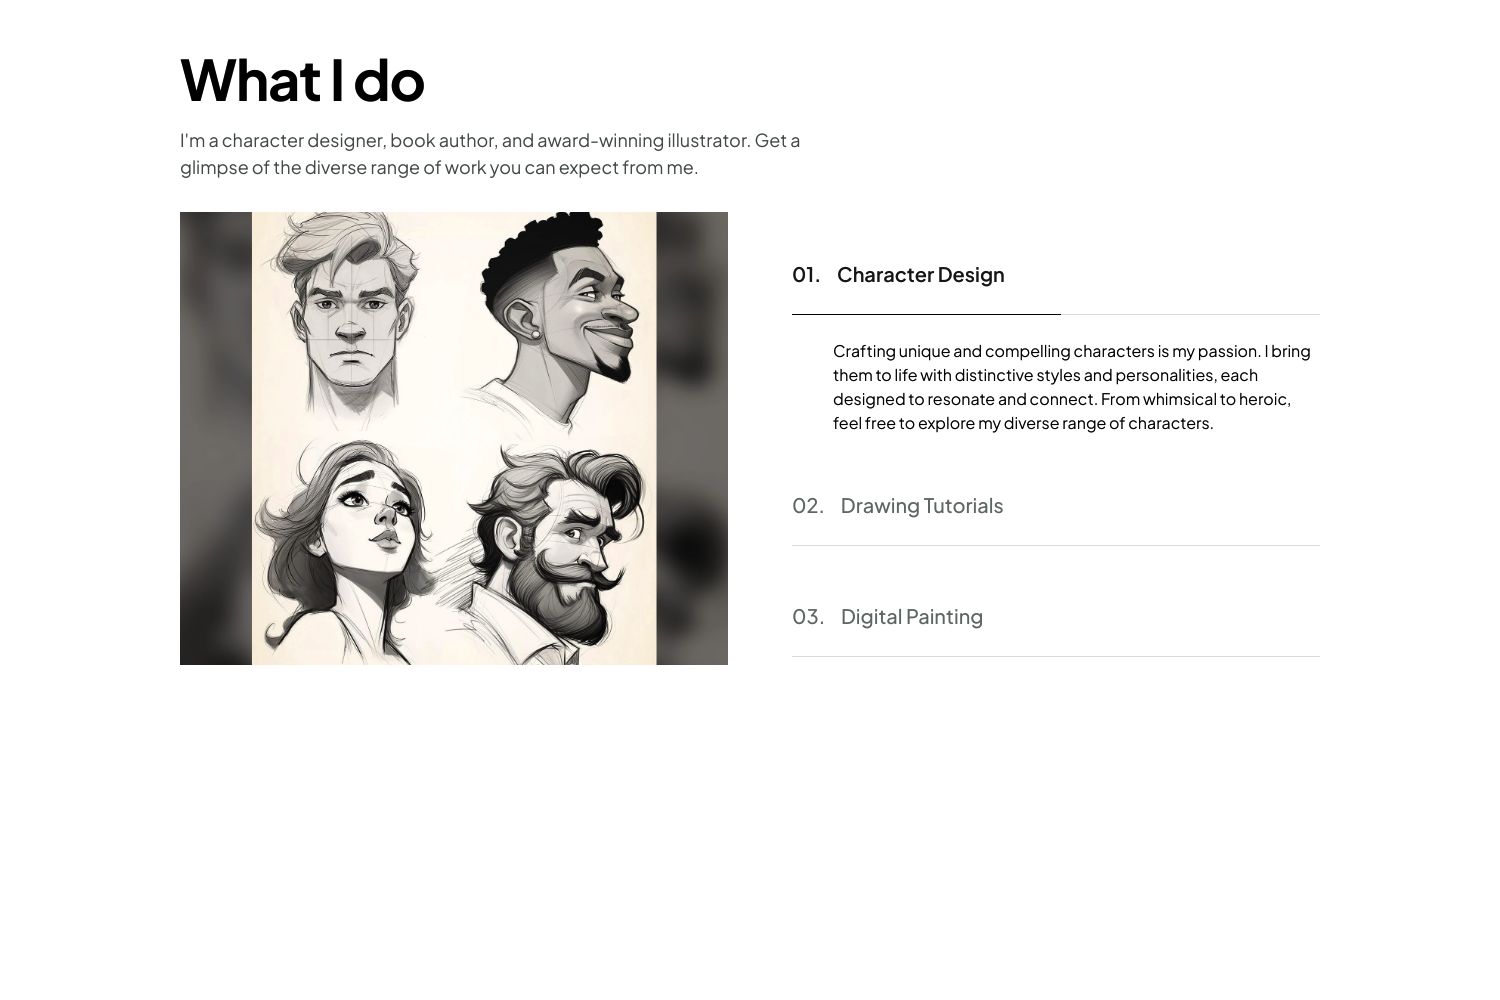 What I do
I'm a character designer, book author, and award-winning illustrator. Get a
glimpse of the diverse range of work you can expect from me.
01. Character Design
Crafting unique and compelling characters is my passion. I bring
them to life with distinctive styles and personalities, each
designed to resonate and connect. From whimsical to heroic,
feel free to explore my diverse range of characters.
02. Drawing Tutorials
03. Digital Painting